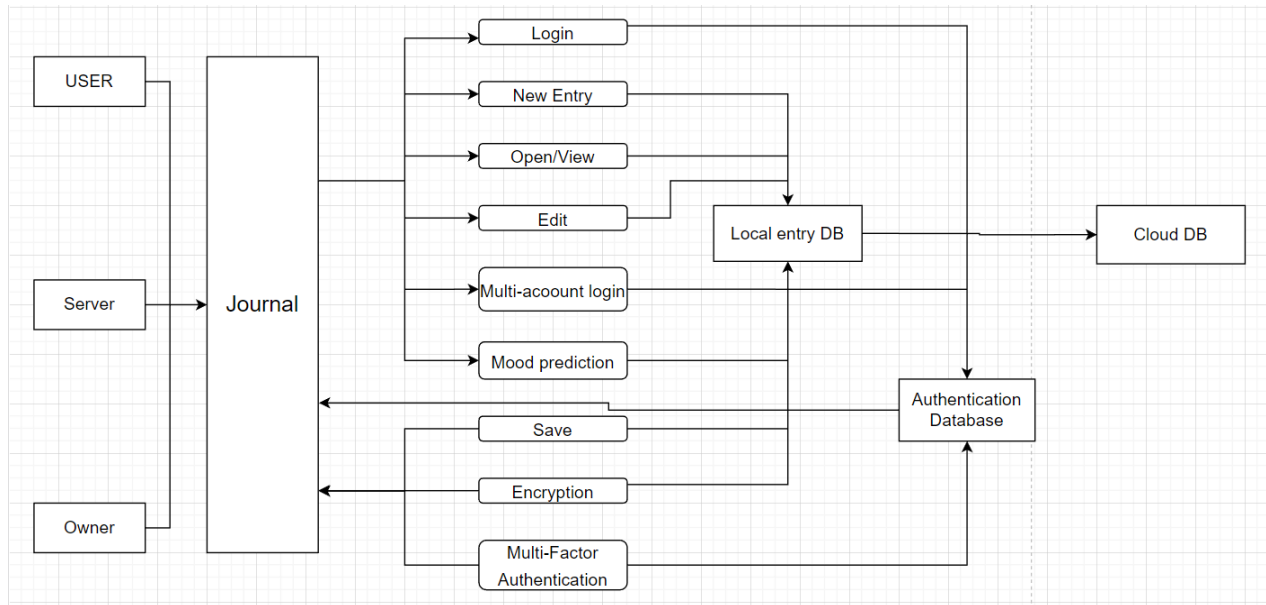 USER
Server
Owner
Journal
Login
New Entry
Open/View
Edit
Multi-acoount login
Mood prediction
Save
Encryption
Multi-Factor
Authentication
Local entry DB
Authentication
Database
Cloud DB